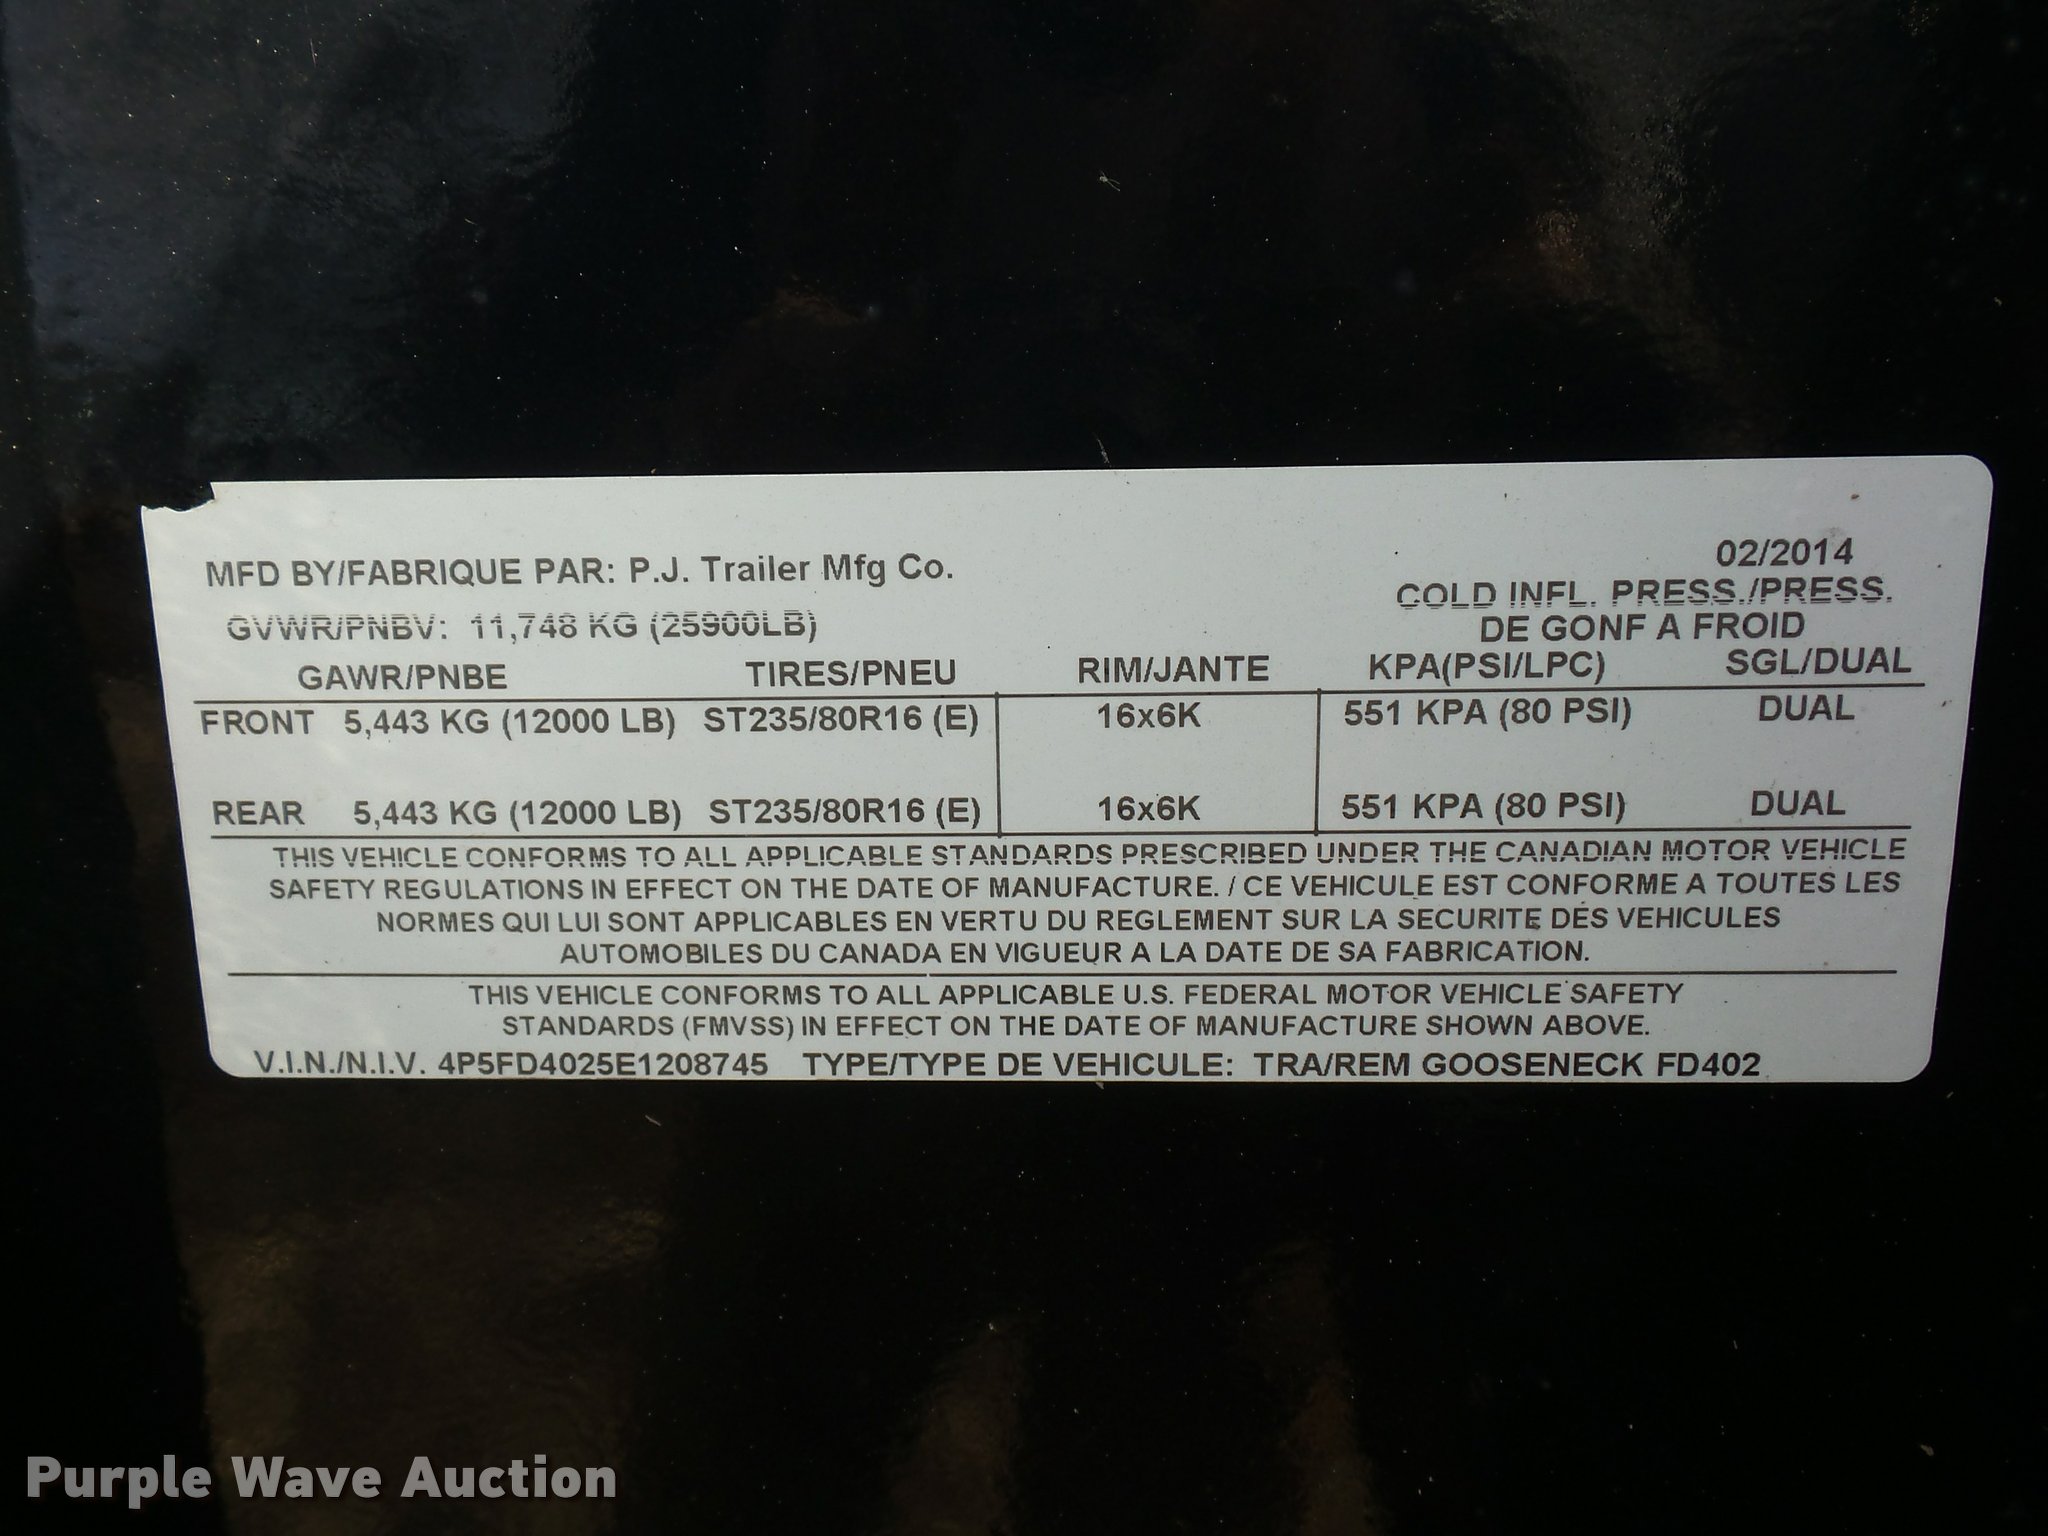 02/2014
MFD BY/FABRIQUE PAR: P.J. Trailer Mfg Co.
COLD INFL. PRESS./PRESS.
GVWR/PNBV: 11,748 KG (25900LB)
DE GONF A FROID
GAWR/PNBE TIRES/PNEU RIM/JANTE KPA(PSI/LPC) SGL/DUAL
FRONT 5,443 KG (12000 LB) ST235/80R16 (E) 16x6K 551 KPA (80 PSI) DUAL
REAR 5,443 KG (12000 LB) ST235/80R16 (E) 16x6K 551 KPA (80 PSI) DUAL
THIS VEHICLE CONFORMS TO ALL APPLICABLE STANDARDS PRESCRIBED UNDER THE CANADIAN MOTOR VEHICLE
SAFETY REGULATIONS IN EFFECT ON THE DATE OF MANUFACTURE. / CE VEHICULE EST CONFORME A TOUTES LES
NORMES QUI LUI SONT APPLICABLES EN VERTU DU REGLEMENT SUR LA SECURITE DES VEHICULES
AUTOMOBILES DU CANADA EN VIGUEUR A LA DATE DE SA FABRICATION.
THIS VEHICLE CONFORMS TO ALL APPLICABLE U.S. FEDERAL MOTOR VEHICLE SAFETY
STANDARDS (FMVSS) IN EFFECT ON THE DATE OF MANUFACTURE SHOWN ABOVE.
V.I.N./N.I.V. 4P5FD4025E1208745 TYPE/TYPE DE VEHICULE: TRA/REM GOOSENECK FD402
Purple Wave Auction